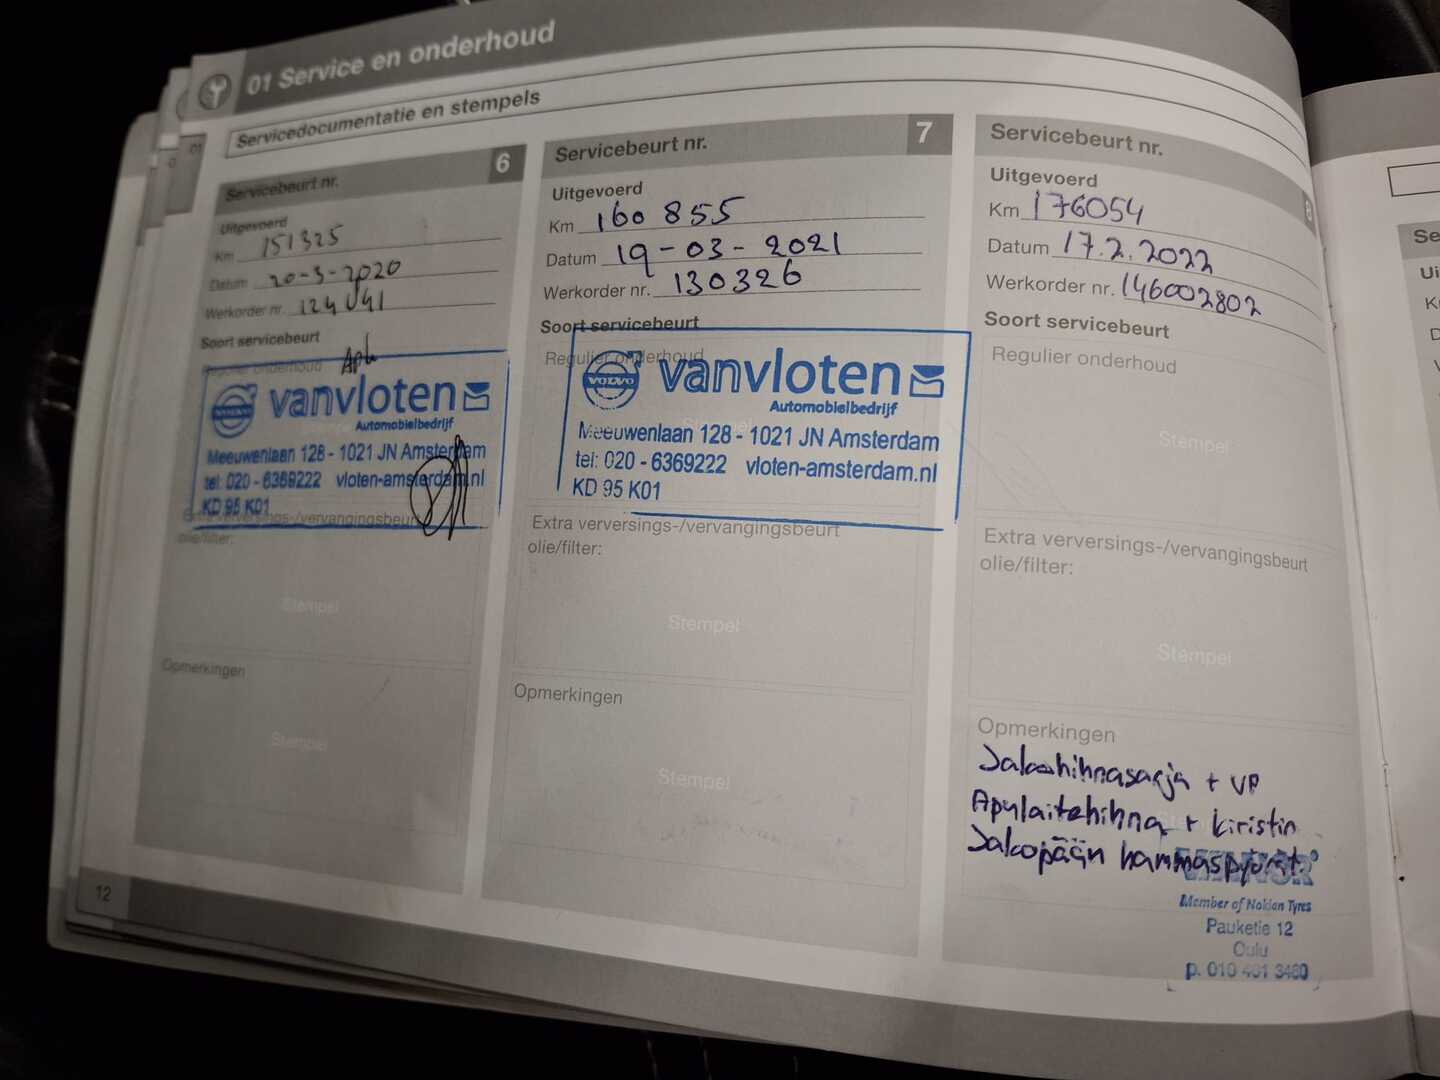 01 Service en onderhoud
Servicedocumentatie en stempels
Servicebeurt nr. 6
Uitgevoerd
Km 151325
Datum 20-3-2020
Werkorder nr. 124041
Soort servicebeurt
Regulier onderhoud
VOLVO vanvloten
Automobielbedrijf
Meeuwenlaan 128 - 1021 JN Amsterdam
tel: 020 - 6369222 vloten-amsterdam.nl
KD 95 K01
Extra verversings-/vervangingsbeurt
olie/filter:
Stempel
Opmerkingen
Stempel
12
Servicebeurt nr. 7
Uitgevoerd
Km 160 855
Datum 19-03-2021
Werkorder nr. 130326
Soort servicebeurt
Regulier onderhoud
VOLVO vanvloten
Automobielbedrijf
Stempel
Meeuwenlaan 128 - 1021 JN Amsterdam
tel: 020 - 6369222 vloten-amsterdam.nl
KD 95 K01
Extra verversings-/vervangingsbeurt
olie/filter:
Stempel
Opmerkingen
Stempel
Servicebeurt nr. 8
Uitgevoerd
Km 176054
Datum 17.2.2022
Werkorder nr. 146002802
Soort servicebeurt
Regulier onderhoud
Stempel
Extra verversings-/vervangingsbeurt
olie/filter:
Stempel
Opmerkingen
Jakohihnasarja + VP
Apulaitehihna + kiristin
Jakopään hammaspyörät.
Member of Nokian Tyres
Pauketie 12
Oulu
p. 010 401 3480